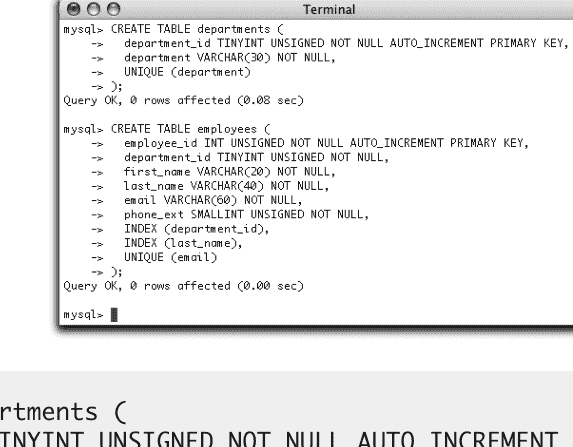 Terminal
mysql> CREATE TABLE departments (
-> department_id TINYINT UNSIGNED NOT NULL AUTO_INCREMENT PRIMARY KEY,
-> department VARCHAR(30) NOT NULL,
-> UNIQUE (department)
-> );
Query OK, 0 rows affected (0.08 sec)
mysql> CREATE TABLE employees (
-> employee_id INT UNSIGNED NOT NULL AUTO_INCREMENT PRIMARY KEY,
-> department_id TINYINT UNSIGNED NOT NULL,
-> first_name VARCHAR(20) NOT NULL,
-> last_name VARCHAR(40) NOT NULL,
-> email VARCHAR(60) NOT NULL,
-> phone_ext SMALLINT UNSIGNED NOT NULL,
-> INDEX (department_id),
-> INDEX (last_name),
-> UNIQUE (email)
-> );
Query OK, 0 rows affected (0.00 sec)
mysql>
rtments (
TINYINT UNSIGNED NOT NULL AUTO_INCREMENT